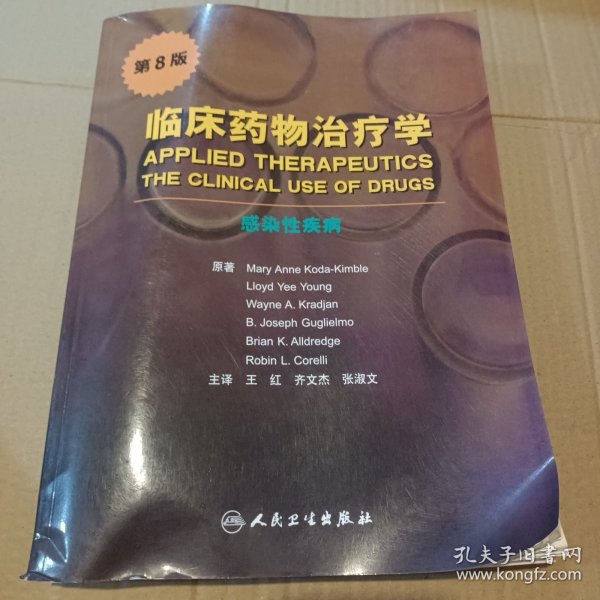 第8版
临床药物治疗学
APPLIED THERAPEUTICS
THE CLINICAL USE OF DRUGS
感染性疾病
原著 Mary Anne Koda-Kimble
Lloyd Yee Young
Wayne A. Kradjan
B. Joseph Guglielmo
Brian K. Alldredge
Robin L. Corelli
主译 王 红 齐文杰 张淑文
人民卫生出版社
孔夫子旧书网
www.kongfz.com